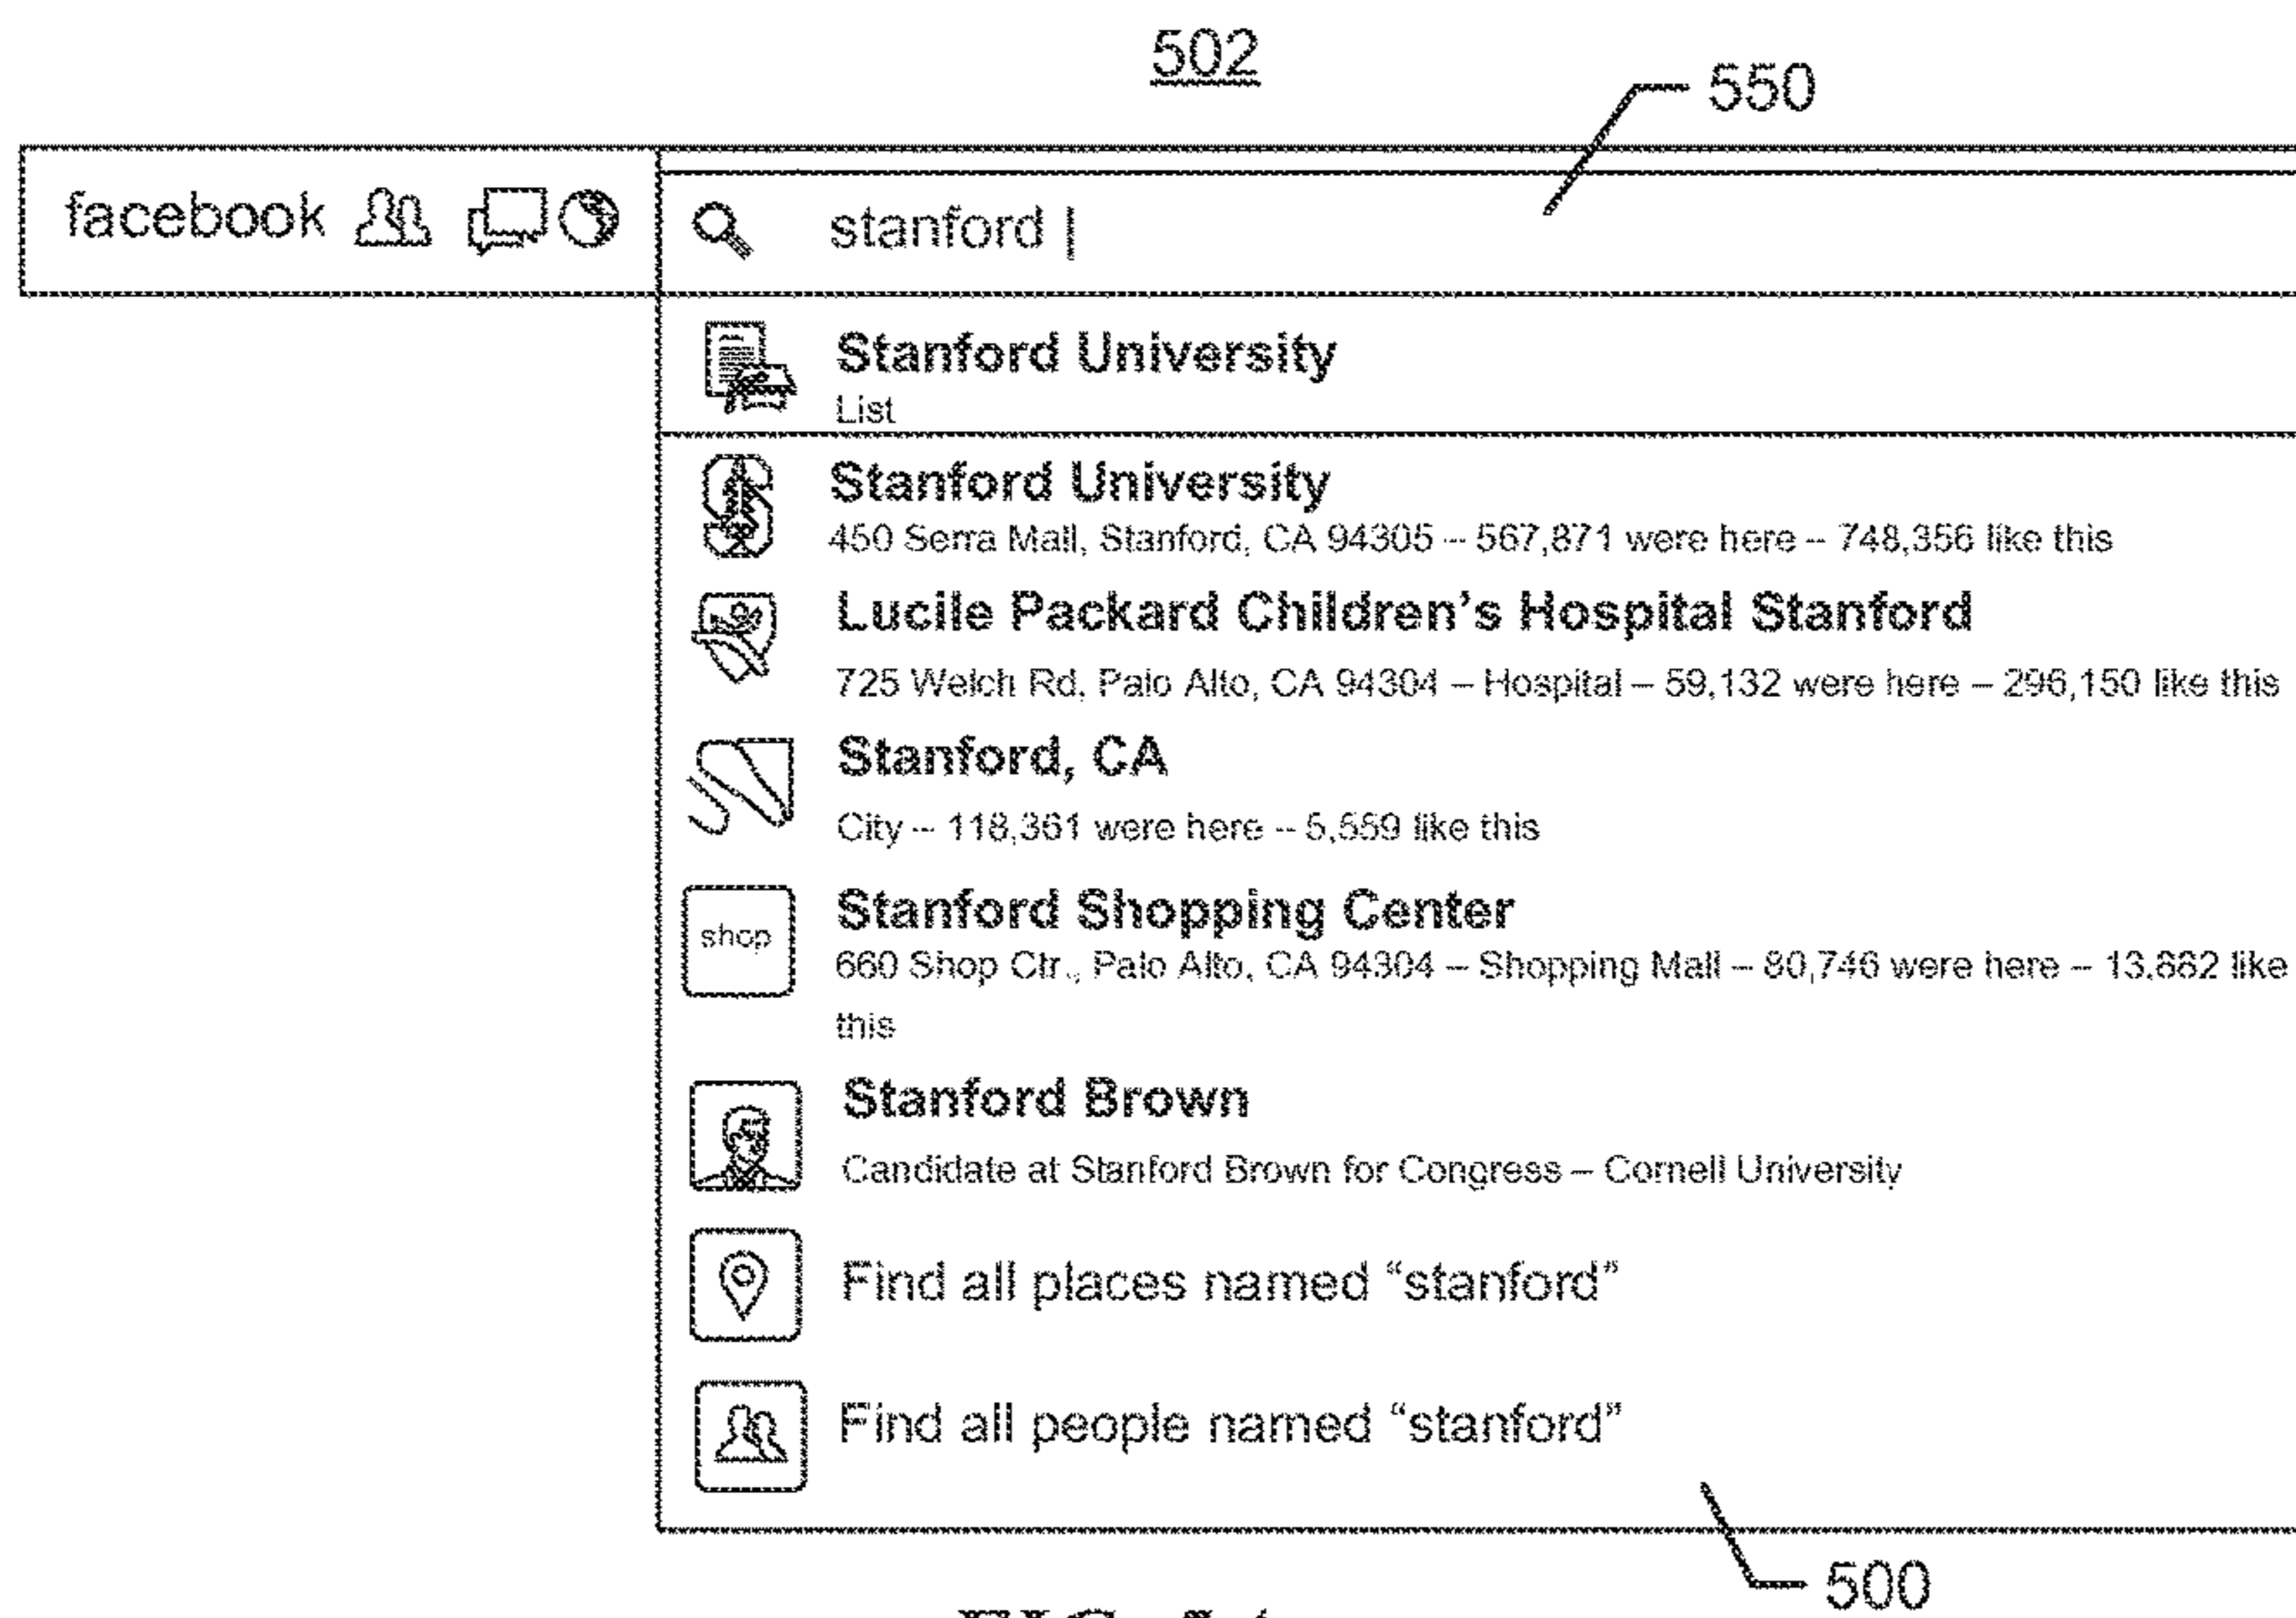 502
550
facebook
stanford |
Stanford University
List
Stanford University
450 Serra Mall, Stanford, CA 94305 -- 567,871 were here -- 748,356 like this
Lucile Packard Children's Hospital Stanford
725 Welch Rd, Palo Alto, CA 94304 – Hospital – 59,132 were here – 296,150 like this
Stanford, CA
City -- 118,361 were here -- 5,559 like this
Stanford Shopping Center
shop
660 Shop Ctr., Palo Alto, CA 94304 – Shopping Mall – 80,746 were here – 13,882 like
this
Stanford Brown
Candidate at Stanford Brown for Congress – Cornell University
Find all places named “stanford”
Find all people named “stanford”
500